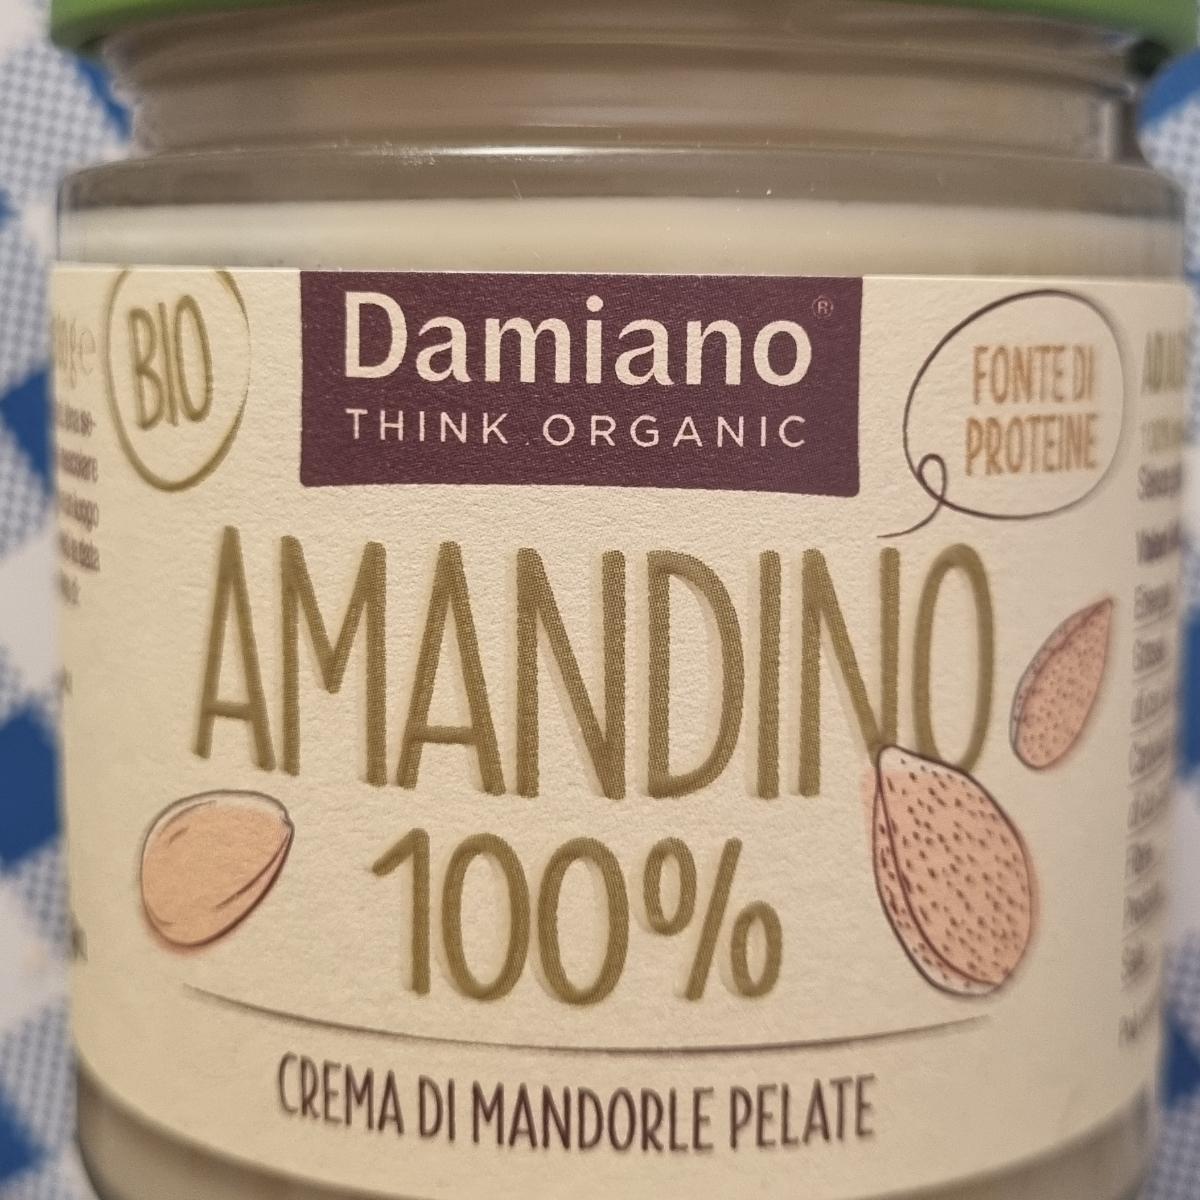 BIO
Damiano®
THINK ORGANIC
FONTE DI
PROTEINE
AMANDINO
100%
CREMA DI MANDORLE PELATE